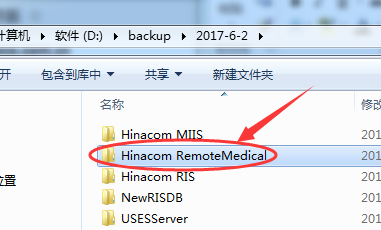 计算机 ▸ 软件 (D:) ▸ backup ▸ 2017-6-2 ▸
开 包含到库中 共享 新建文件夹
名称 修改
Hinacom MIIS 201
Hinacom RemoteMedical 201
Hinacom RIS 201
位置
NewRISDB 201
USESServer 201